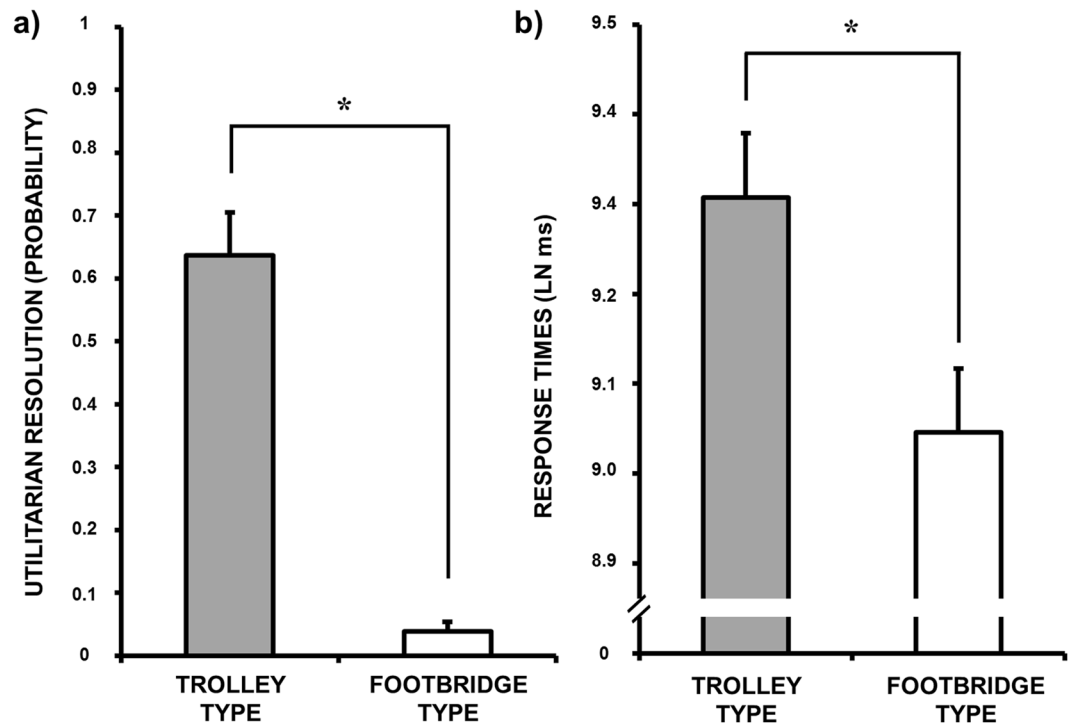 a)
UTILITARIAN RESOLUTION (PROBABILITY)
1
0.9
0.8
0.7
0.6
0.5
0.4
0.3
0.2
0.1
0
*
TROLLEY
TYPE
FOOTBRIDGE
TYPE
b)
RESPONSE TIMES (LN ms)
9.5
9.4
9.4
9.2
9.1
9.0
8.9
0
*
TROLLEY
TYPE
FOOTBRIDGE
TYPE